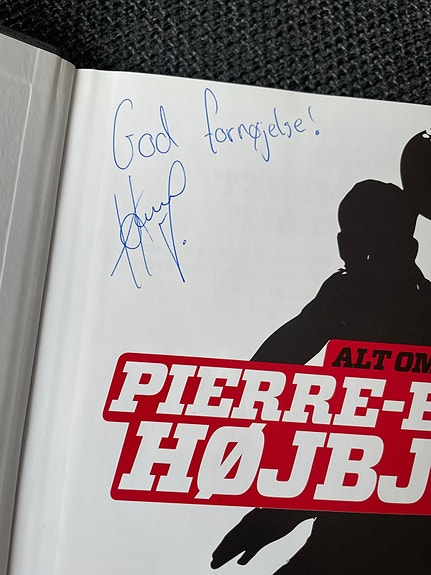 God fornøjelse!
ALT OM
PIERRE-E
HØJBJ